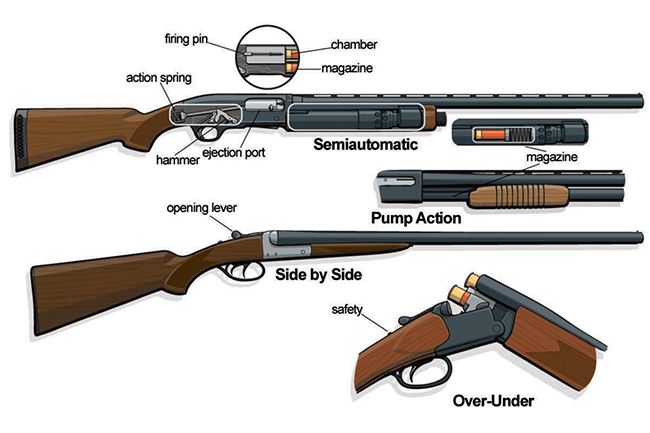 firing pin
chamber
magazine
action spring
hammer
ejection port
Semiautomatic
magazine
Pump Action
opening lever
Side by Side
safety
Over-Under